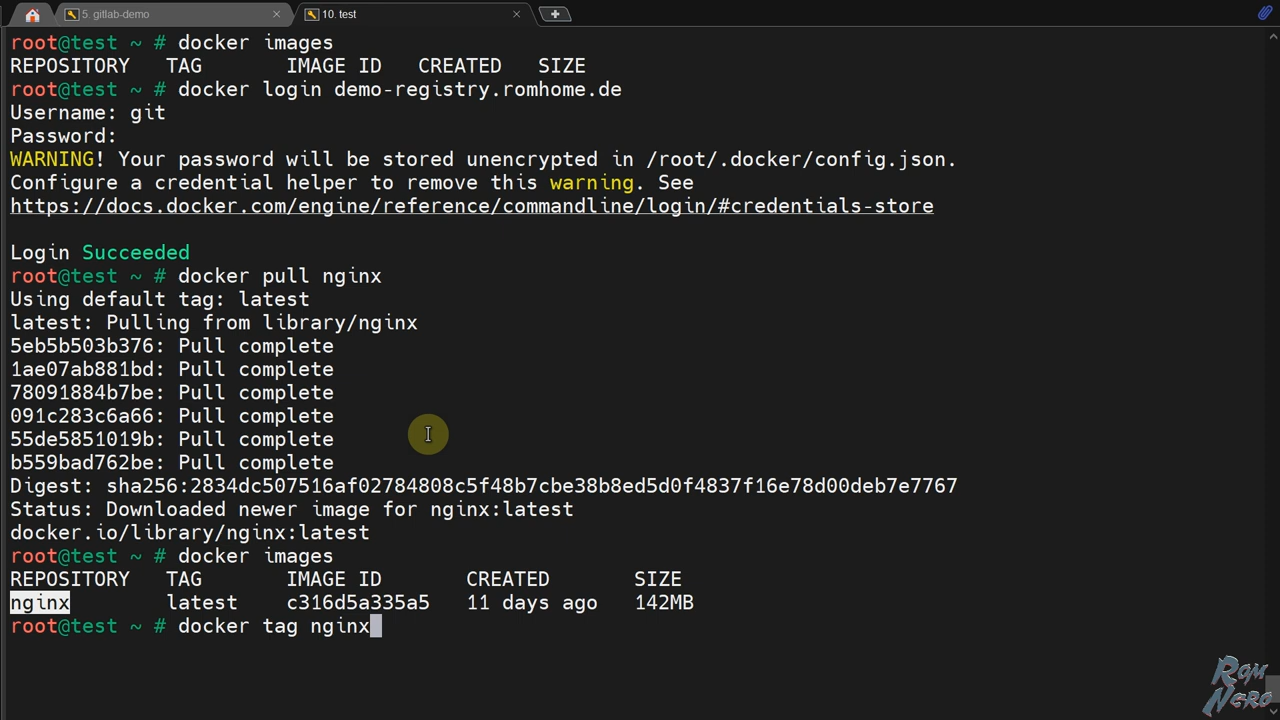 5. gitlab-demo
10. test
root@test ~ # docker images
REPOSITORY TAG IMAGE ID CREATED SIZE
root@test ~ # docker login demo-registry.romhome.de
Username: git
Password:
WARNING! Your password will be stored unencrypted in /root/.docker/config.json.
Configure a credential helper to remove this warning. See
https://docs.docker.com/engine/reference/commandline/login/#credentials-store
Login Succeeded
root@test ~ # docker pull nginx
Using default tag: latest
latest: Pulling from library/nginx
5eb5b503b376: Pull complete
1ae07ab881bd: Pull complete
78091884b7be: Pull complete
091c283c6a66: Pull complete
55de5851019b: Pull complete
b559bad762be: Pull complete
Digest: sha256:2834dc507516af02784808c5f48b7cbe38b8ed5d0f4837f16e78d00deb7e7767
Status: Downloaded newer image for nginx:latest
docker.io/library/nginx:latest
root@test ~ # docker images
REPOSITORY TAG IMAGE ID CREATED SIZE
nginx latest c316d5a335a5 11 days ago 142MB
root@test ~ # docker tag nginx
Rom
Nero